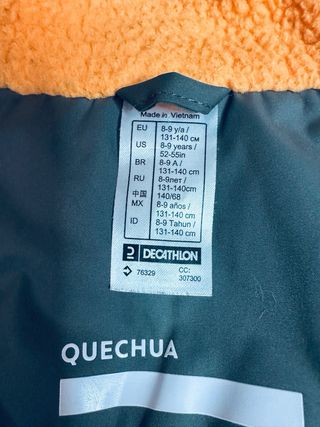 Made in Vietnam
EU 8-9 y/a / 131-140 см
US 8-9 years / 52-55in
BR 8-9 A / 131-140 cm
RU 8-9лет / 131-140cm
中国 140/68
MX 8-9 años / 131-140 cm
ID 8-9 Tahun / 131-140 cm
DECATHLON
76329 CC: 307300
QUECHUA